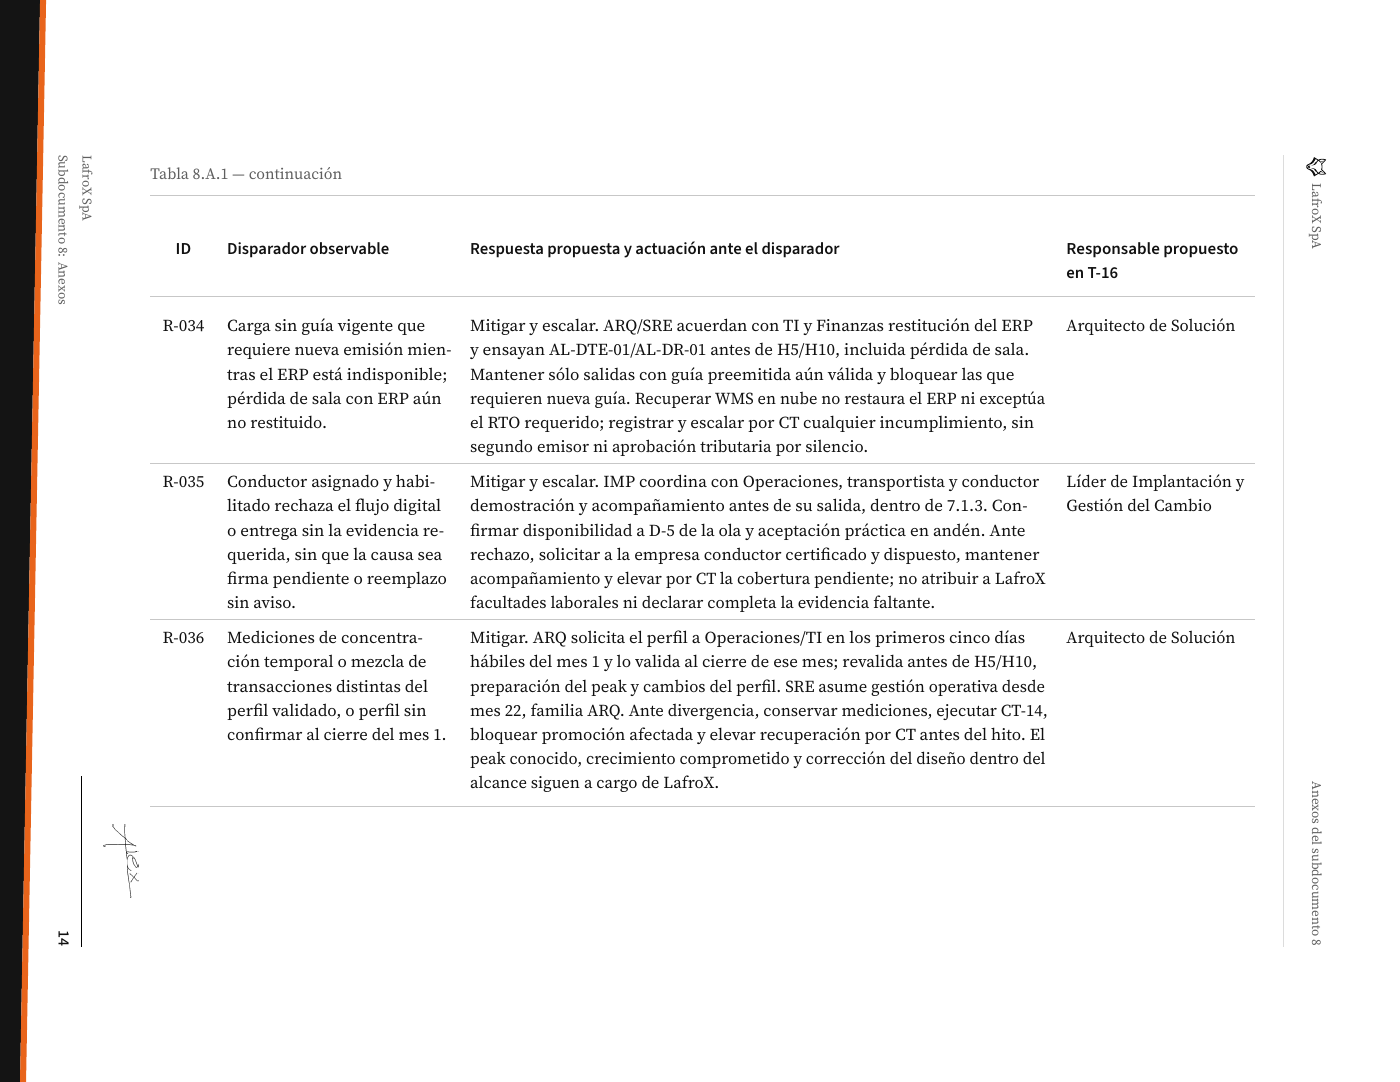 LafroX SpA
Anexos del subdocumento 8
Tabla 8.A.1 — continuación
ID
Disparador observable
Respuesta propuesta y actuación ante el disparador
Responsable propuesto
en T-16
R-034
Carga sin guía vigente que
requiere nueva emisión mien-
tras el ERP está indisponible;
pérdida de sala con ERP aún
no restituido.
Mitigar y escalar. ARQ/SRE acuerdan con TI y Finanzas restitución del ERP
y ensayan AL-DTE-01/AL-DR-01 antes de H5/H10, incluida pérdida de sala.
Mantener sólo salidas con guía preemitida aún válida y bloquear las que
requieren nueva guía. Recuperar WMS en nube no restaura el ERP ni exceptúa
el RTO requerido; registrar y escalar por CT cualquier incumplimiento, sin
segundo emisor ni aprobación tributaria por silencio.
Arquitecto de Solución
R-035
Conductor asignado y habi-
litado rechaza el flujo digital
o entrega sin la evidencia re-
querida, sin que la causa sea
firma pendiente o reemplazo
sin aviso.
Mitigar y escalar. IMP coordina con Operaciones, transportista y conductor
demostración y acompañamiento antes de su salida, dentro de 7.1.3. Con-
firmar disponibilidad a D-5 de la ola y aceptación práctica en andén. Ante
rechazo, solicitar a la empresa conductor certificado y dispuesto, mantener
acompañamiento y elevar por CT la cobertura pendiente; no atribuir a LafroX
facultades laborales ni declarar completa la evidencia faltante.
Líder de Implantación y
Gestión del Cambio
R-036
Mediciones de concentra-
ción temporal o mezcla de
transacciones distintas del
perfil validado, o perfil sin
confirmar al cierre del mes 1.
Mitigar. ARQ solicita el perfil a Operaciones/TI en los primeros cinco días
hábiles del mes 1 y lo valida al cierre de ese mes; revalida antes de H5/H10,
preparación del peak y cambios del perfil. SRE asume gestión operativa desde
mes 22, familia ARQ. Ante divergencia, conservar mediciones, ejecutar CT-14,
bloquear promoción afectada y elevar recuperación por CT antes del hito. El
peak conocido, crecimiento comprometido y corrección del diseño dentro del
alcance siguen a cargo de LafroX.
Arquitecto de Solución
LafroX SpA
Subdocumento 8: Anexos
Aleix
14